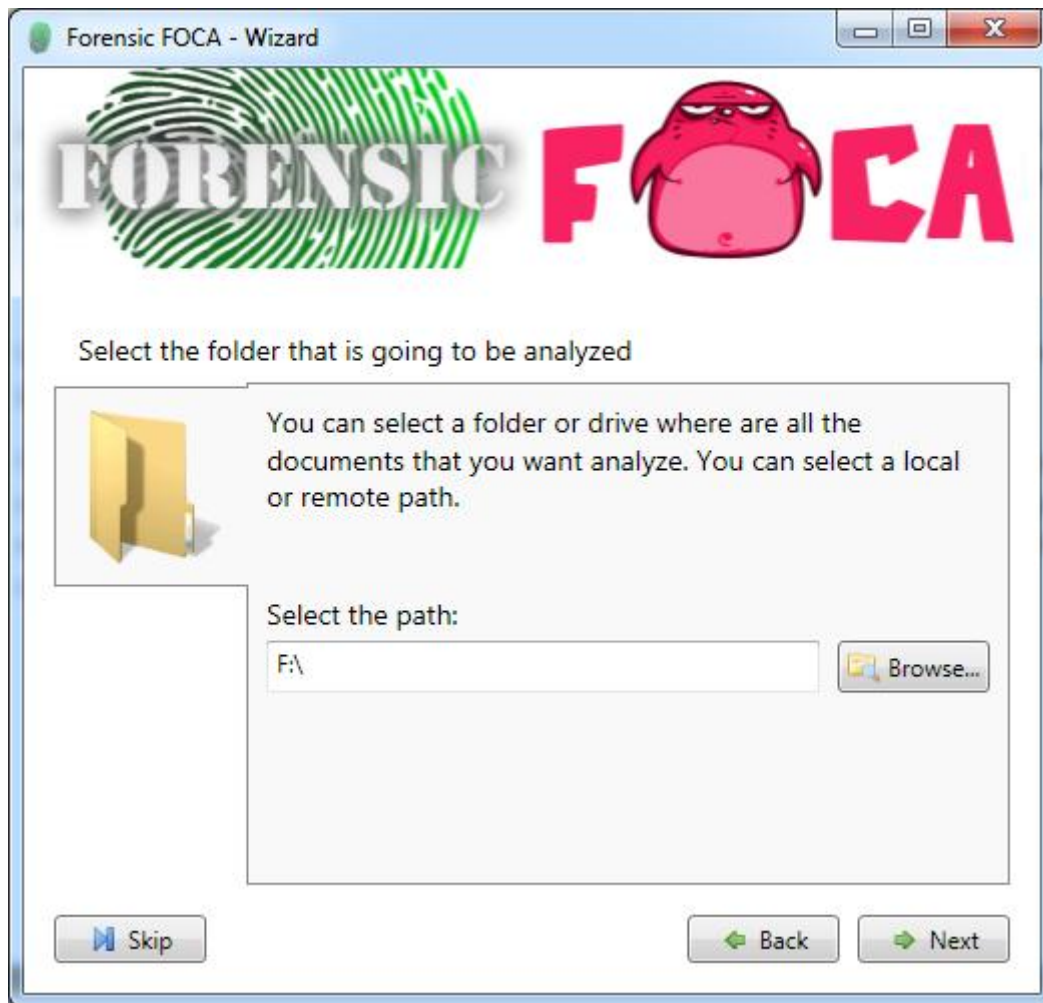 Forensic FOCA - Wizard
FORENSIC FOCA
Select the folder that is going to be analyzed
You can select a folder or drive where are all the
documents that you want analyze. You can select a local
or remote path.
Select the path:
F:\
Browse...
Skip
Back
Next